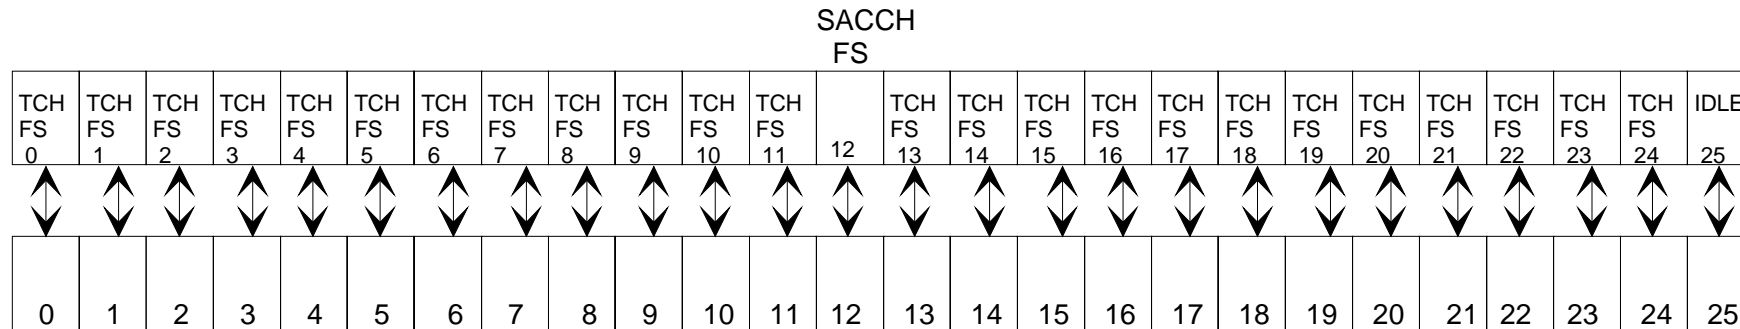 SACCH
FS
TCH TCH TCH TCH TCH TCH TCH TCH TCH TCH TCH TCH TCH TCH TCH TCH TCH TCH TCH TCH TCH TCH TCH TCH IDLE
FS FS FS FS FS FS FS FS FS FS FS FS FS FS FS FS FS FS FS FS FS FS FS FS
0 1 2 3 4 5 6 7 8 9 10 11 12 13 14 15 16 17 18 19 20 21 22 23 24 25
0 1 2 3 4 5 6 7 8 9 10 11 12 13 14 15 16 17 18 19 20 21 22 23 24 25